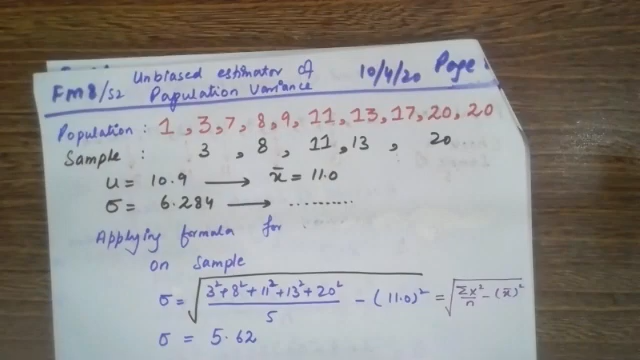 Unbiased estimator of
FM8/S2 Papulation Variance 10/4/20 Page
Population : 1 , 3, 7, 8, 9, 11, 13, 17, 20, 20
Sample : 3 , 8 , 11, 13 , 20
u = 10.9 ⟶ x̄ = 11.0
σ = 6.284 ⟶ ..........
Applying formula for
on sample
σ = √((3²+8²+11²+13²+20²)/5 - (11.0)²) = √(Σx²/n - (x̄)²)
σ = 5.62